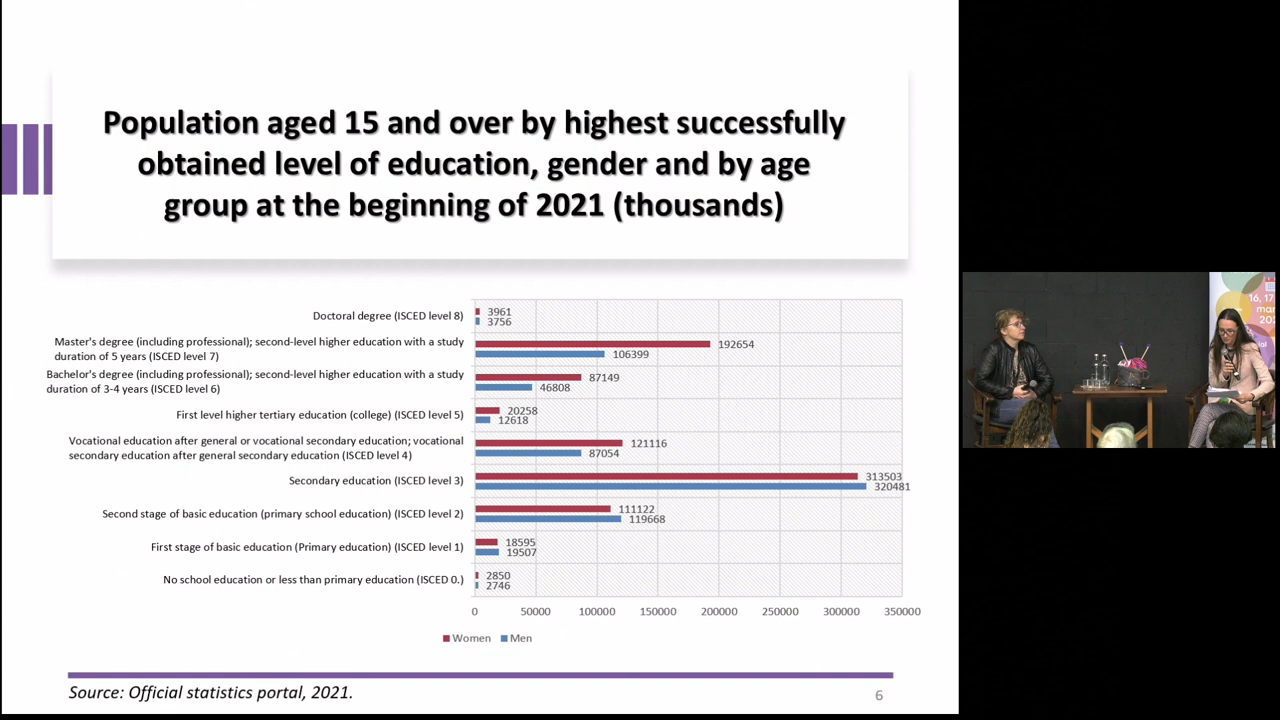 Population aged 15 and over by highest successfully
obtained level of education, gender and by age
group at the beginning of 2021 (thousands)
Doctoral degree (ISCED level 8)
3961
3756
Master's degree (including professional); second-level higher education with a study
duration of 5 years (ISCED level 7)
192654
106399
Bachelor's degree (including professional); second-level higher education with a study
duration of 3-4 years (ISCED level 6)
87149
46808
First level higher tertiary education (college) (ISCED level 5)
20258
12618
Vocational education after general or vocational secondary education; vocational
secondary education after general secondary education (ISCED level 4)
121116
87054
Secondary education (ISCED level 3)
313503
320481
Second stage of basic education (primary school education) (ISCED level 2)
111122
119668
First stage of basic education (Primary education) (ISCED level 1)
18595
19507
No school education or less than primary education (ISCED 0.)
2850
2746
0 50000 100000 150000 200000 250000 300000 350000
Women Men
Source: Official statistics portal, 2021.
6
16, 17